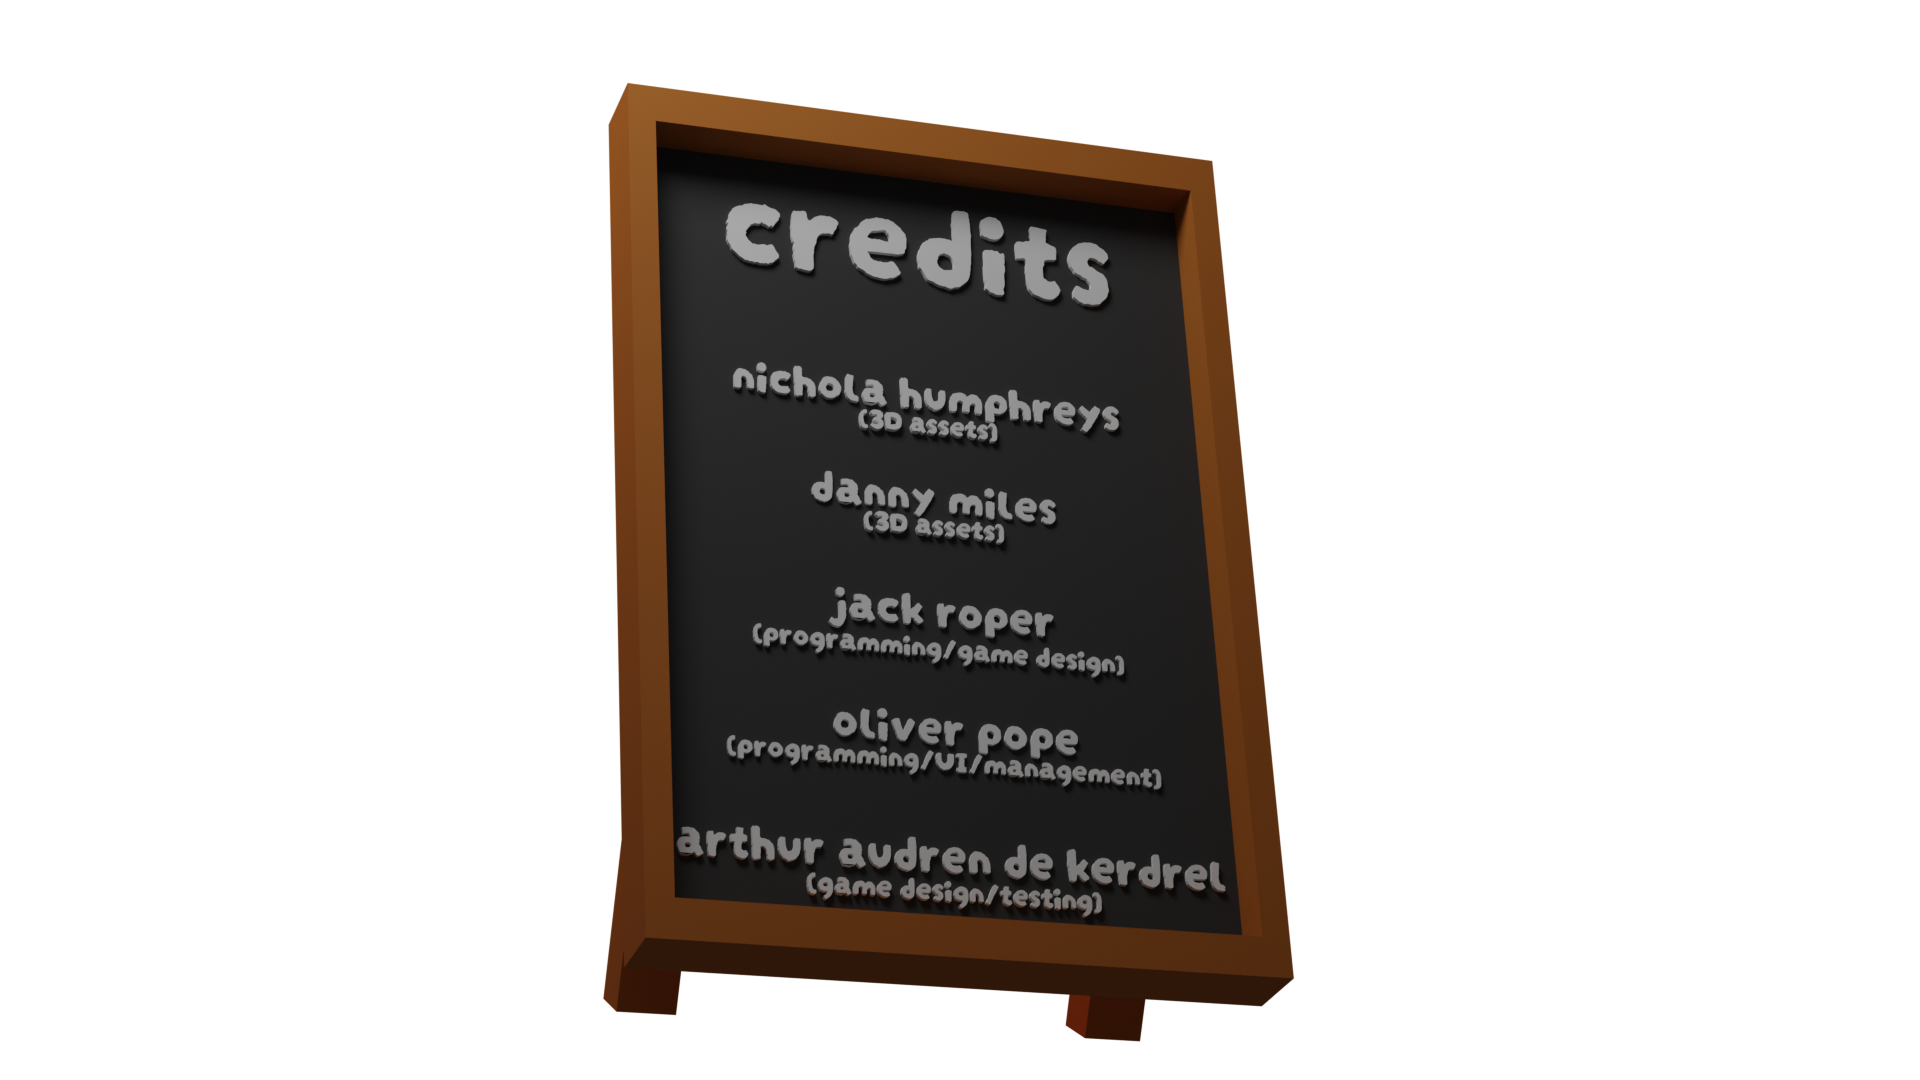 credits
nichola humphreys
(3D assets)
danny miles
(3D assets)
jack roper
(programming/game design)
oliver pope
(programming/UI/management)
arthur audren de kerdrel
(game design/testing)